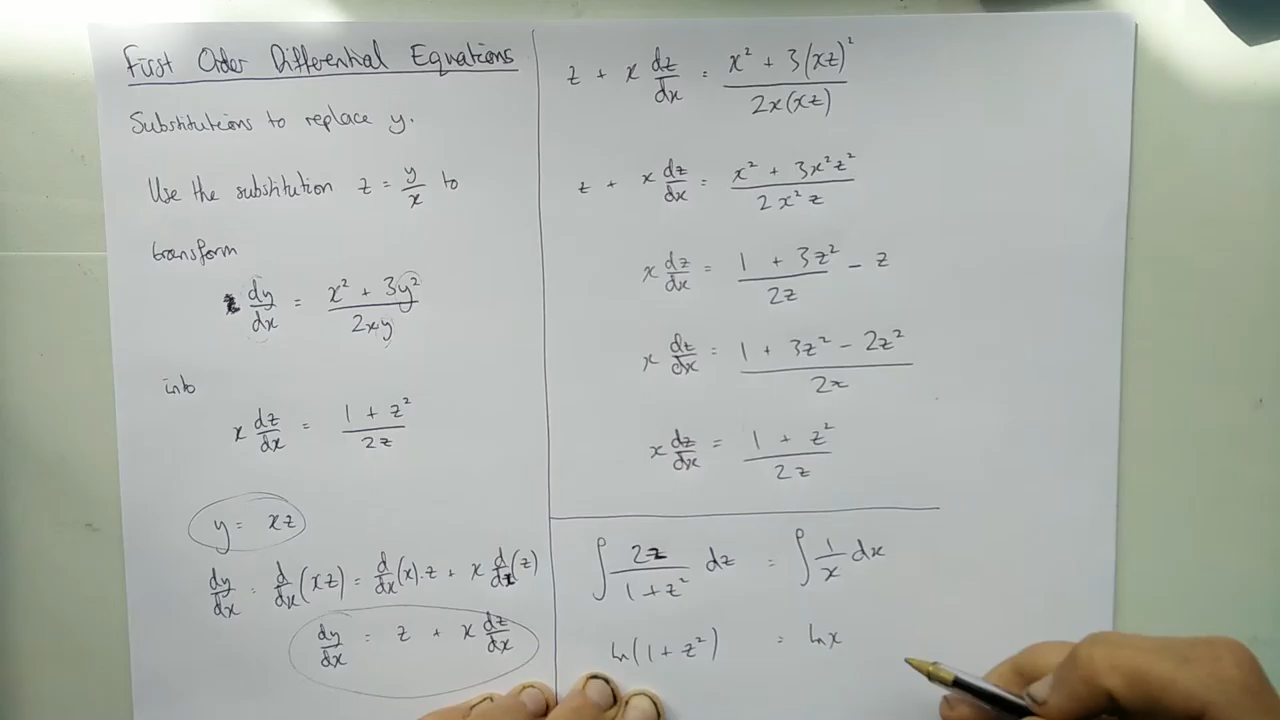 First Order Differential Equations
Substitutions to replace y.
Use the substitution z = y/x to
transform
dy/dx = (x² + 3y²)/(2xy)
into
x dz/dx = (1 + z²)/(2z)
y = xz
dy/dx = d/dx(xz) = d/dx(x).z + x d/dx(z)
dy/dx = z + x dz/dx
z + x dz/dx = (x² + 3(xz)²)/(2x(xz))
z + x dz/dx = (x² + 3x²z²)/(2x²z)
x dz/dx = (1 + 3z²)/(2z) - z
x dz/dx = (1 + 3z² - 2z²)/(2x)
x dz/dx = (1 + z²)/(2z)
∫ 2z/(1+z²) dz = ∫ 1/x dx
ln(1 + z²) = lnx